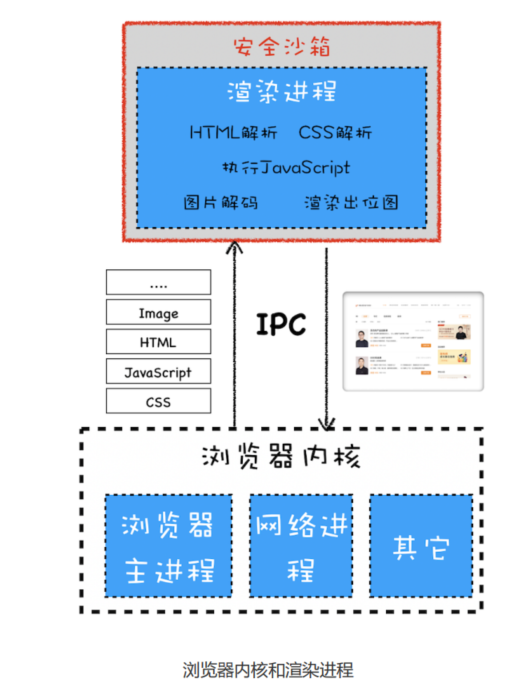 安全沙箱
渲染进程
HTML解析 CSS解析
执行JavaScript
图片解码 渲染出位图
....
Image
HTML
JavaScript
CSS
IPC
浏览器内核
浏览器
主进程
网络进
程
其它
浏览器内核和渲染进程